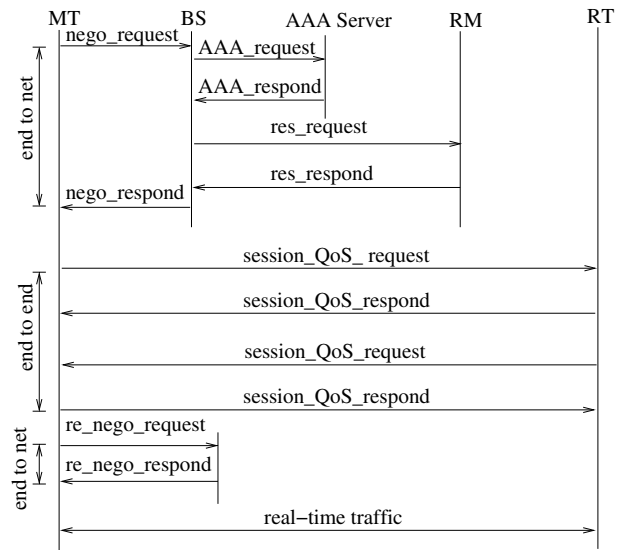 MT BS AAA Server RM RT
nego_request
AAA_request
AAA_respond
res_request
res_respond
nego_respond
end to net
session_QoS_ request
session_QoS_respond
session_QoS_request
session_QoS_respond
end to end
re_nego_request
re_nego_respond
end to net
real−time traffic